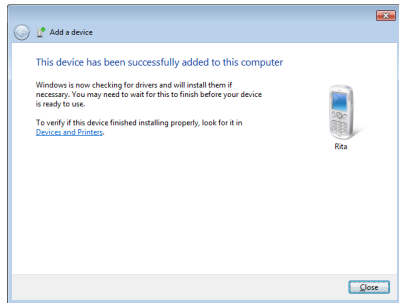 Add a device
This device has been successfully added to this computer
Windows is now checking for drivers and will install them if
necessary. You may need to wait for this to finish before your device
is ready to use.
To verify if this device finished installing properly, look for it in
Devices and Printers.
Rita
Close